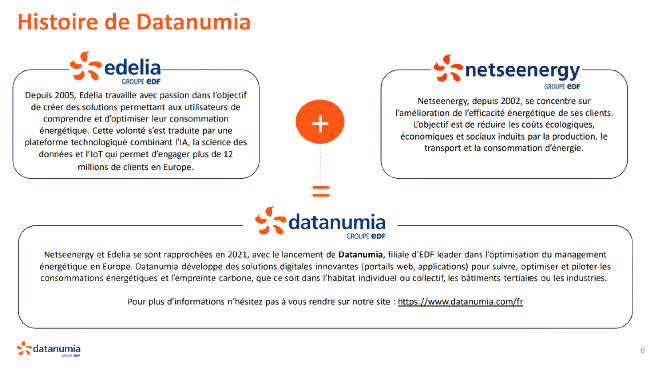 Histoire de Datanumia
edelia
GROUPE eDF
Depuis 2005, Edelia travaille avec passion dans l'objectif
de créer des solutions permettant aux utilisateurs de
comprendre et d'optimiser leur consommation
énergétique. Cette volonté s'est traduite par une
plateforme technologique combinant l'IA, la science des
données et l'IoT qui permet d'engager plus de 12
millions de clients en Europe.
+
netseenergy
GROUPE eDF
Netseenergy, depuis 2002, se concentre sur
l'amélioration de l'efficacité énergétique de ses clients.
L'objectif est de réduire les coûts écologiques,
économiques et sociaux induits par la production, le
transport et la consommation d'énergie.
=
datanumia
GROUPE eDF
Netseenergy et Edelia se sont rapprochées en 2021, avec le lancement de Datanumia, filiale d'EDF leader dans l'optimisation du management
énergétique en Europe. Datanumia développe des solutions digitales innovantes (portails web, applications) pour suivre, optimiser et piloter les
consommations énergétiques et l'empreinte carbone, que ce soit dans l'habitat individuel ou collectif, les bâtiments tertiaires ou les industries.
Pour plus d'informations n'hésitez pas à vous rendre sur notre site : https://www.datanumia.com/fr
datanumia
GROUPE eDF
6